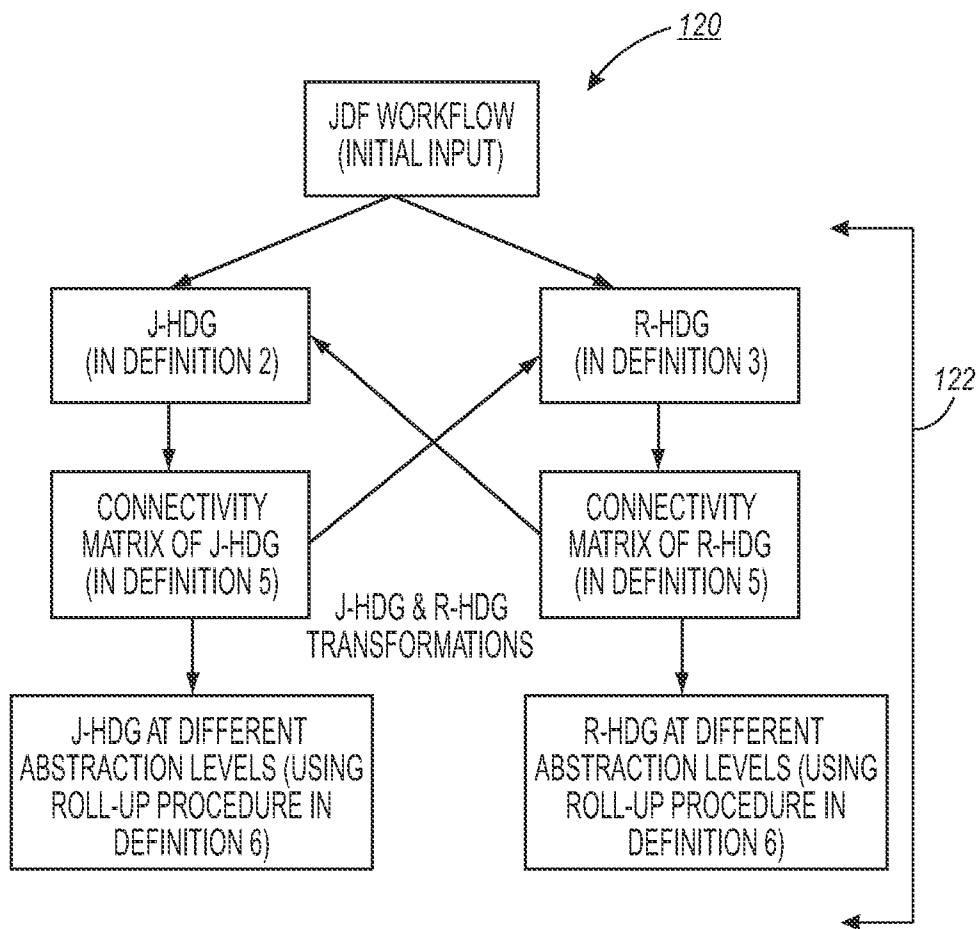 120
JDF WORKFLOW
(INITIAL INPUT)
J-HDG
(IN DEFINITION 2)
R-HDG
(IN DEFINITION 3)
122
CONNECTIVITY
MATRIX OF J-HDG
(IN DEFINITION 5)
CONNECTIVITY
MATRIX OF R-HDG
(IN DEFINITION 5)
J-HDG & R-HDG
TRANSFORMATIONS
J-HDG AT DIFFERENT
ABSTRACTION LEVELS (USING
ROLL-UP PROCEDURE IN
DEFINITION 6)
R-HDG AT DIFFERENT
ABSTRACTION LEVELS (USING
ROLL-UP PROCEDURE IN
DEFINITION 6)